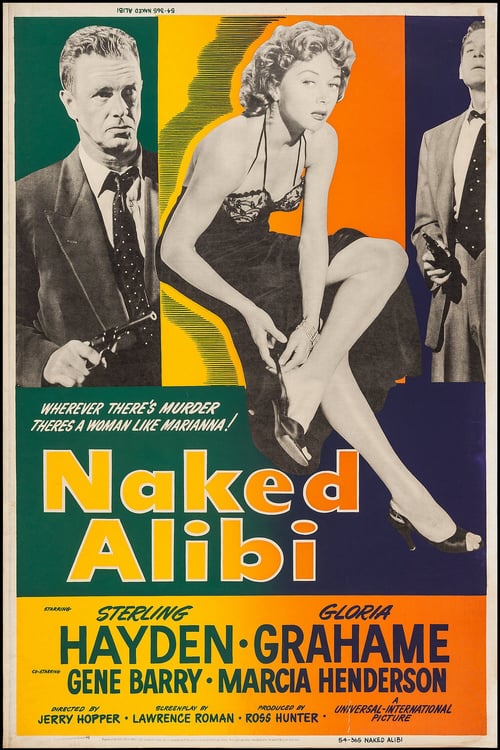 54-365 NAKED ALIBI
WHEREVER THERE'S MURDER
THERES A WOMAN LIKE MARIANNA!
Naked
Alibi
STARRING STERLING GLORIA
HAYDEN · GRAHAME
CO-STARRING GENE BARRY · MARCIA HENDERSON
DIRECTED BY SCREENPLAY BY PRODUCED BY A
JERRY HOPPER · LAWRENCE ROMAN · ROSS HUNTER · UNIVERSAL-INTERNATIONAL
PICTURE
54-365 NAKED ALIBI